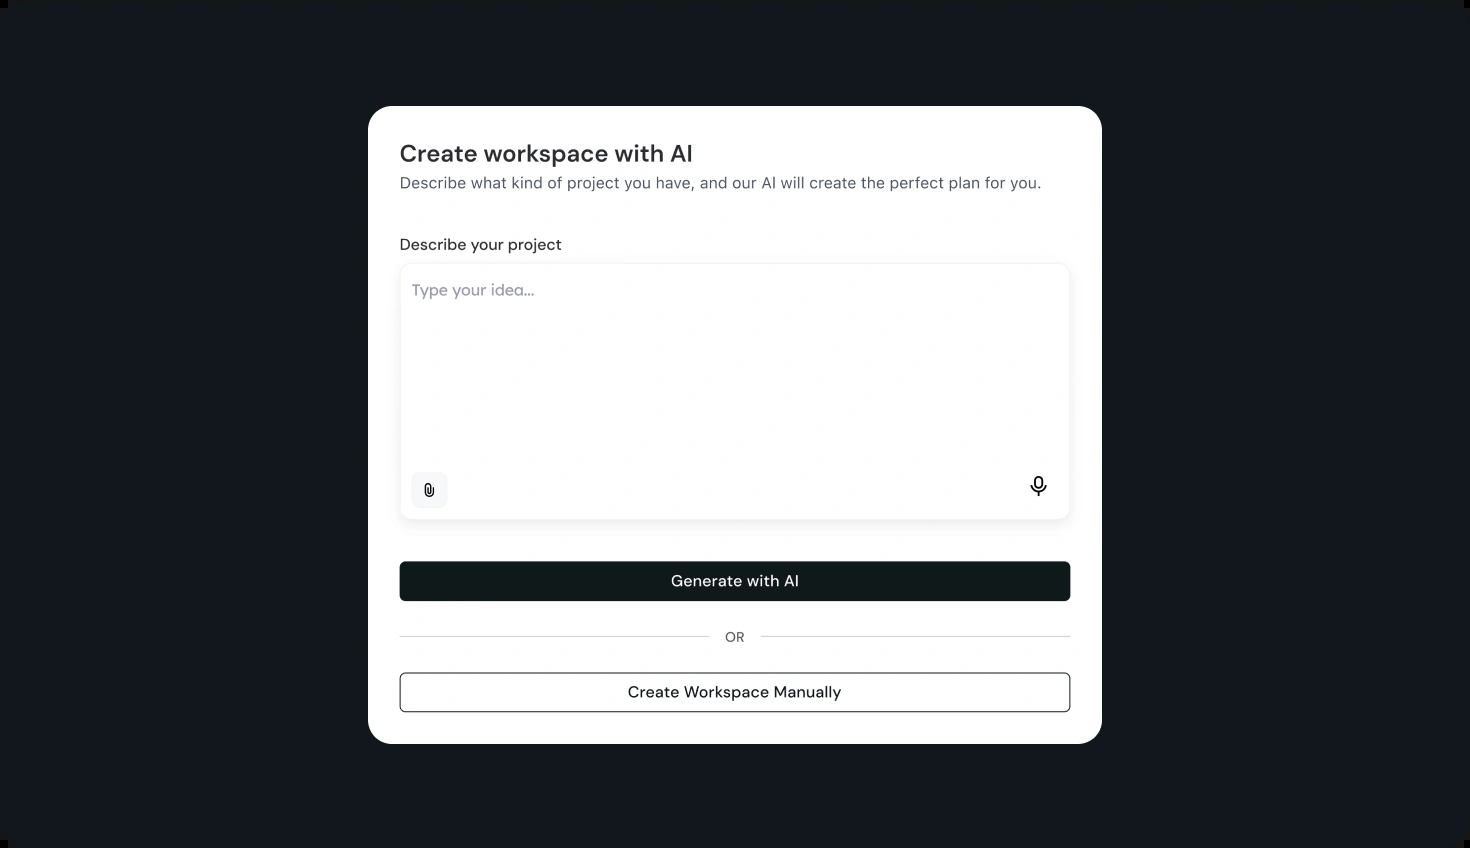 Create workspace with AI
Describe what kind of project you have, and our AI will create the perfect plan for you.
Describe your project
Type your idea...
Generate with AI
OR
Create Workspace Manually